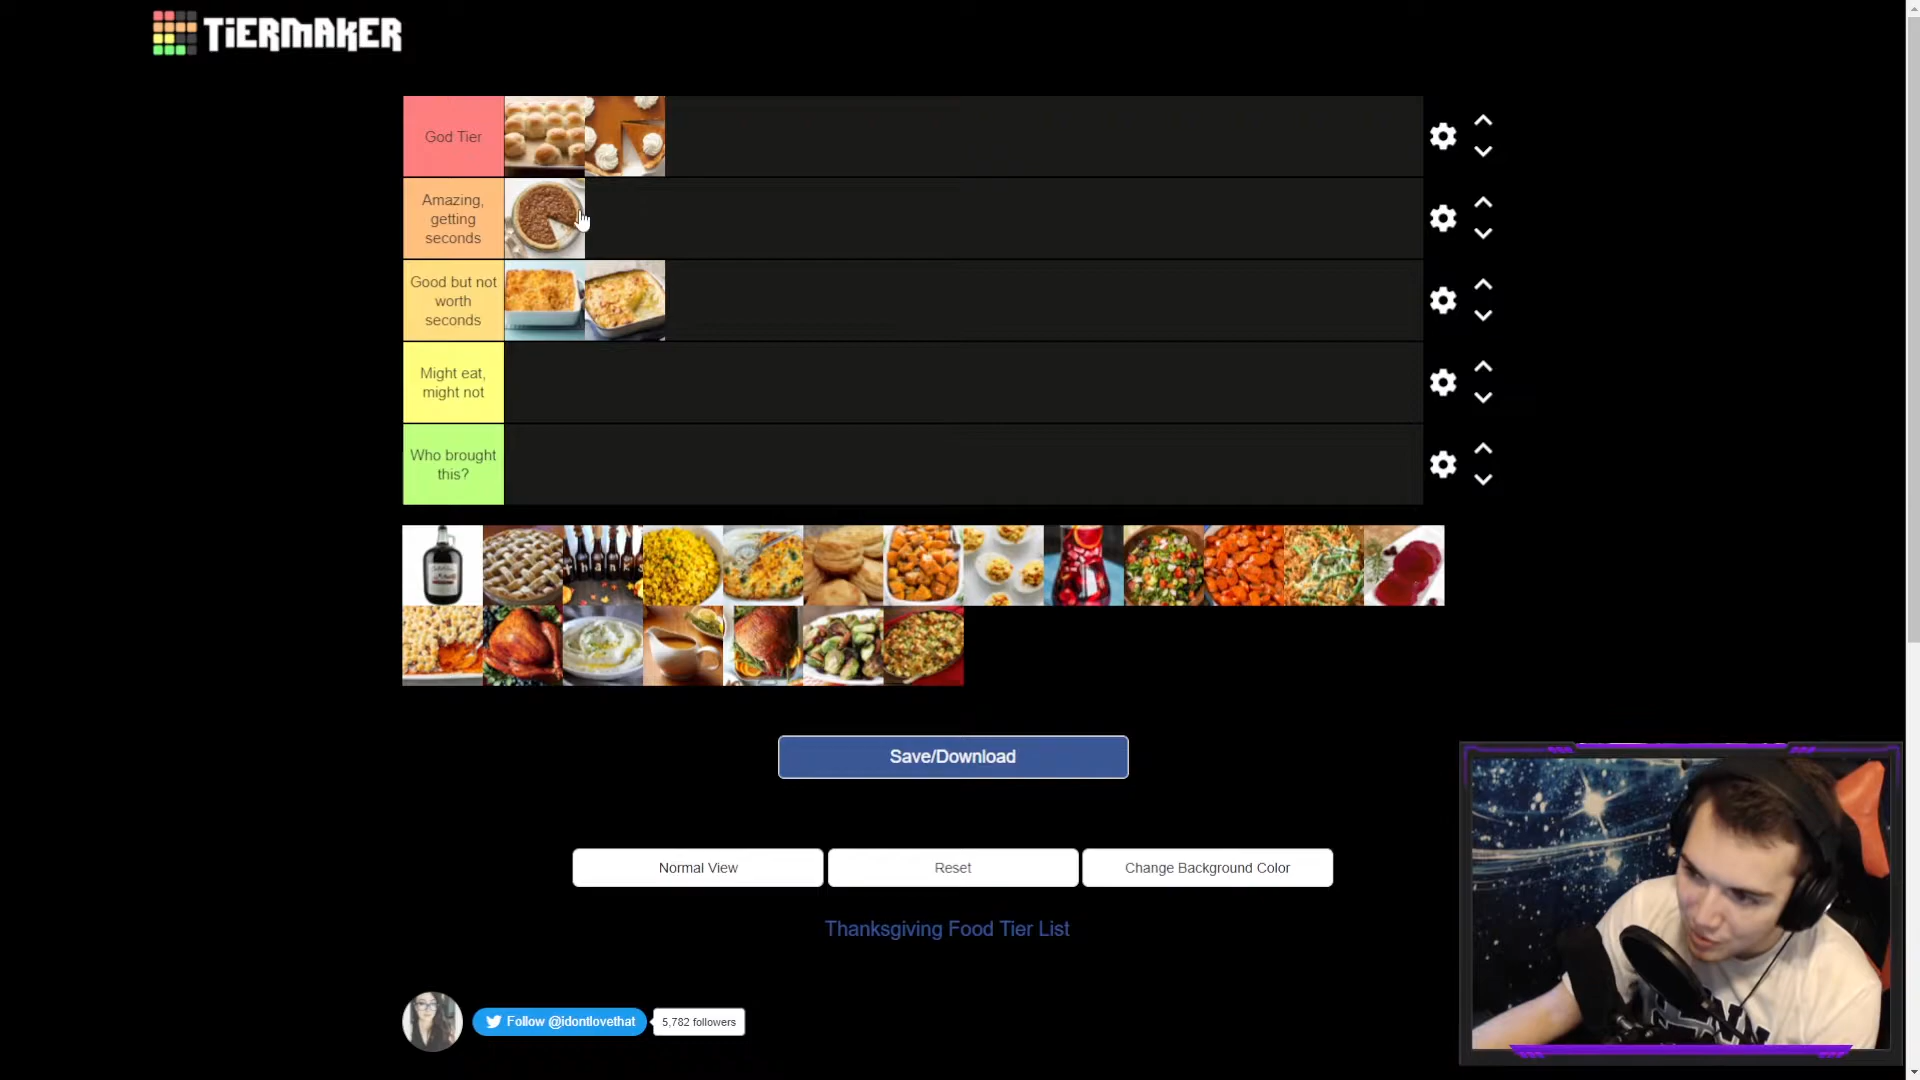 TiERMAKER
God Tier
Amazing,
getting
seconds
Good but not
worth
seconds
Might eat,
might not
Who brought
this?
Save/Download
Normal View
Reset
Change Background Color
Thanksgiving Food Tier List
Follow @idontlovethat
5,782 followers